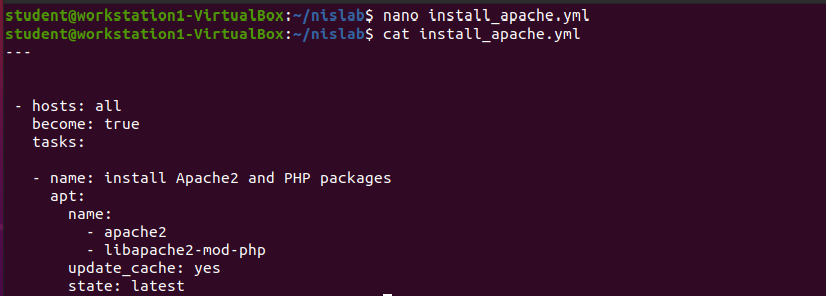 student@workstation1-VirtualBox:~/nislab$ nano install_apache.yml
student@workstation1-VirtualBox:~/nislab$ cat install_apache.yml
---
 - hosts: all
   become: true
   tasks:
   - name: install Apache2 and PHP packages
     apt:
       name:
         - apache2
         - libapache2-mod-php
       update_cache: yes
       state: latest